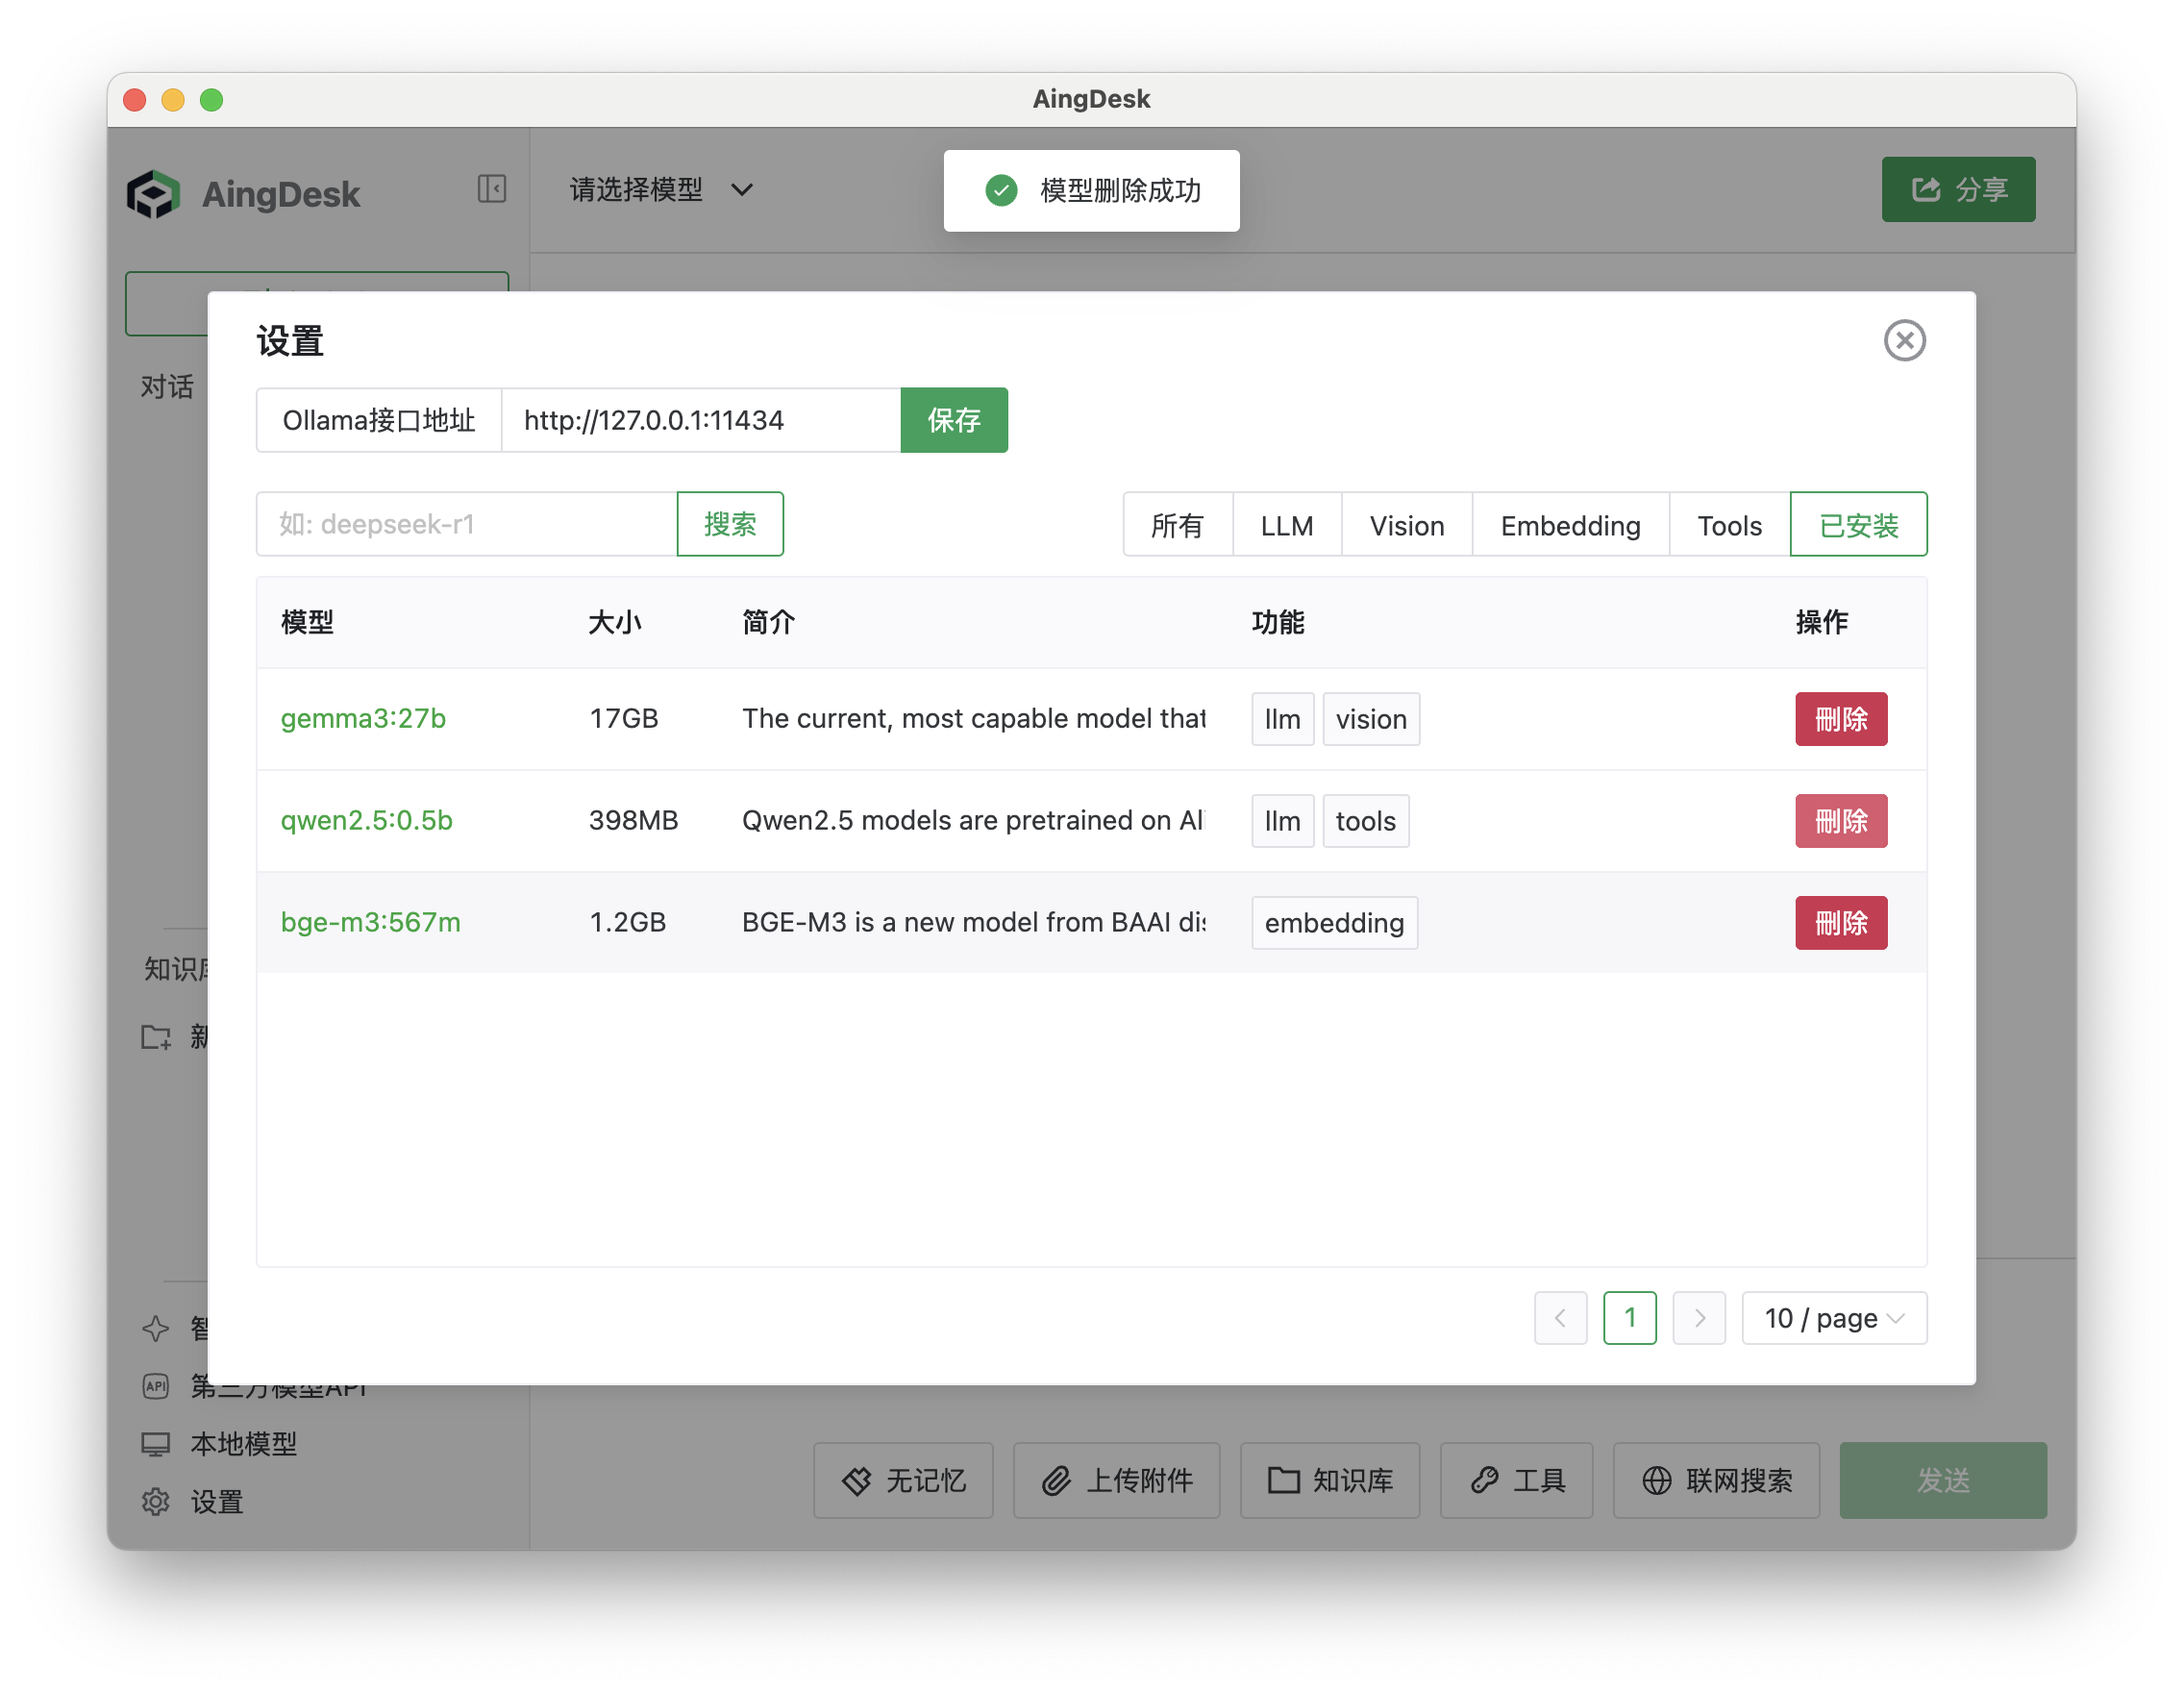 AingDesk
AingDesk
请选择模型
模型删除成功
分享
对话
设置
Ollama接口地址 http://127.0.0.1:11434 保存
如: deepseek-r1 搜索
所有 LLM Vision Embedding Tools 已安装
模型 大小 简介 功能 操作
gemma3:27b 17GB The current, most capable model that llm vision 删除
qwen2.5:0.5b 398MB Qwen2.5 models are pretrained on Al llm tools 删除
bge-m3:567m 1.2GB BGE-M3 is a new model from BAAI dis embedding 删除
知识库
新
1 10 / page
智
API 第三方模型API
本地模型
设置
无记忆 上传附件 知识库 工具 联网搜索 发送